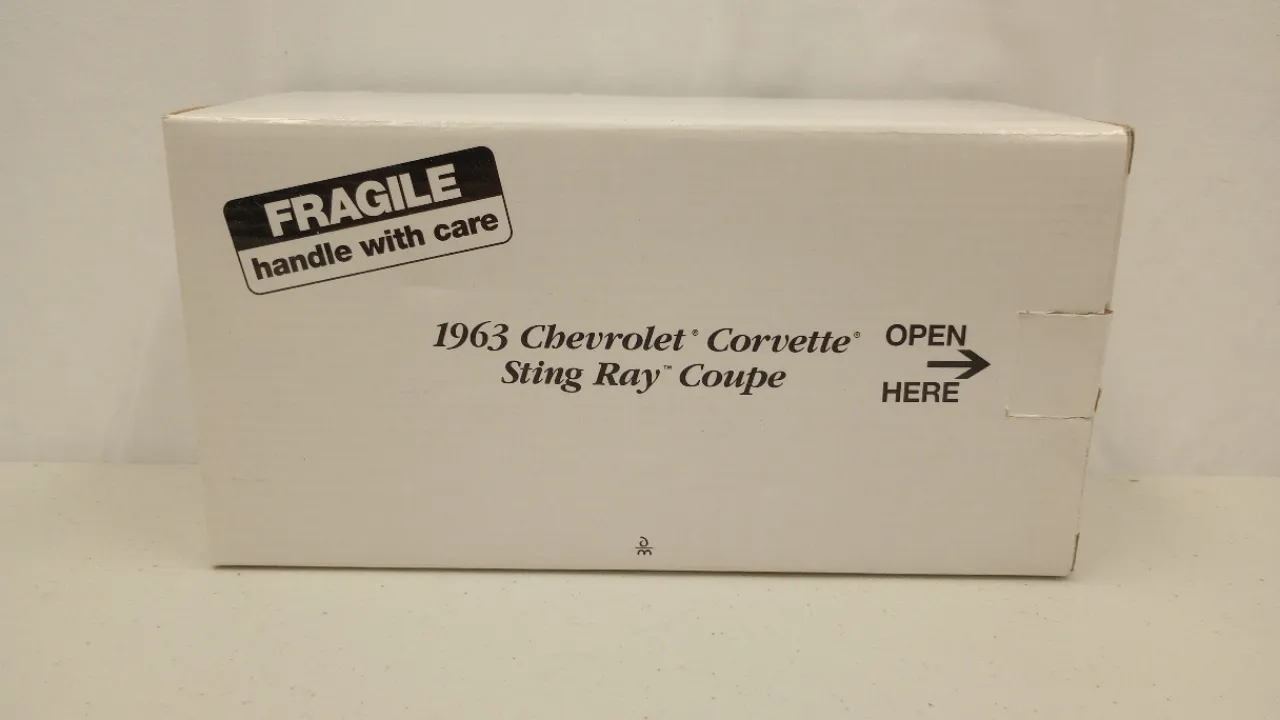 FRAGILE
handle with care
1963 Chevrolet® Corvette®
Sting Ray™ Coupe
OPEN
HERE